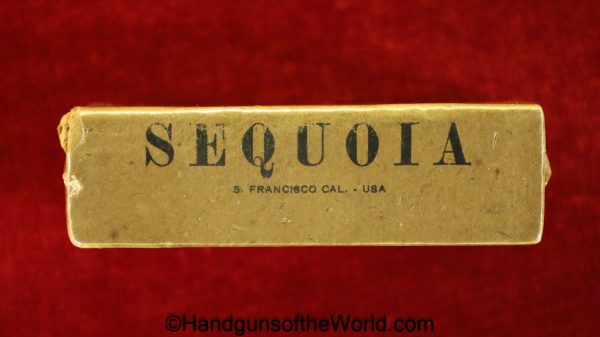 SEQUOIA
S. FRANCISCO CAL. - USA
©HandgunsoftheWorld.com